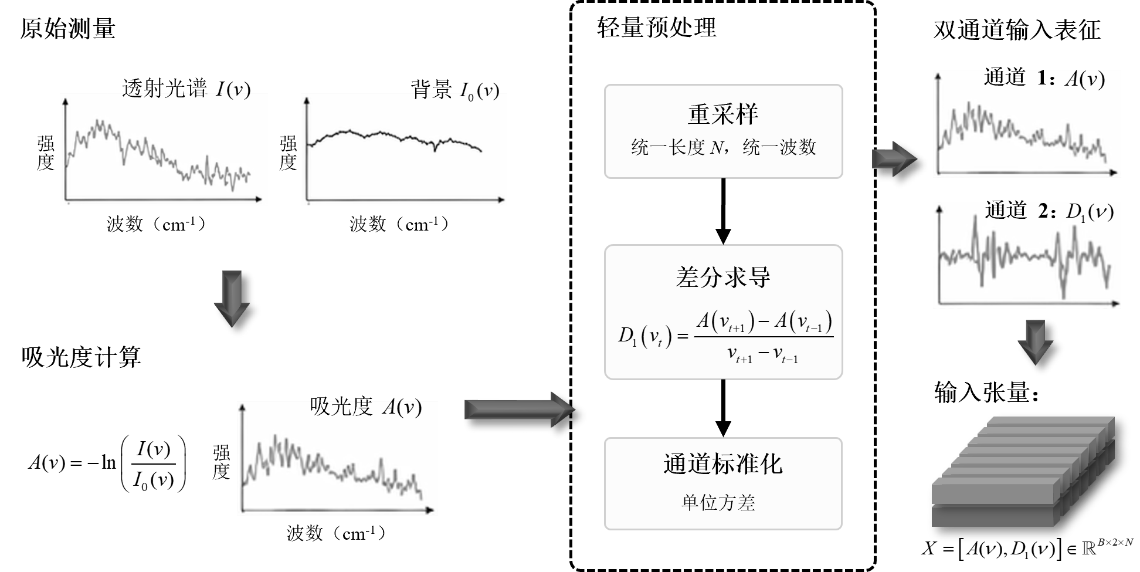 原始测量
透射光谱 I(v)
强度
波数（cm⁻¹）
背景 I₀(v)
强度
波数（cm⁻¹）
吸光度计算
A(v) = −ln(I(v)/I₀(v))
吸光度 A(v)
强度
波数（cm⁻¹）
轻量预处理
重采样
统一长度 N，统一波数
差分求导
D₁(vₜ) = (A(vₜ₊₁) − A(vₜ₋₁))/(vₜ₊₁ − vₜ₋₁)
通道标准化
单位方差
双通道输入表征
通道 1：A(v)
通道 2：D₁(ν)
输入张量：
X = [A(ν), D₁(ν)] ∈ ℝ^{B×2×N}